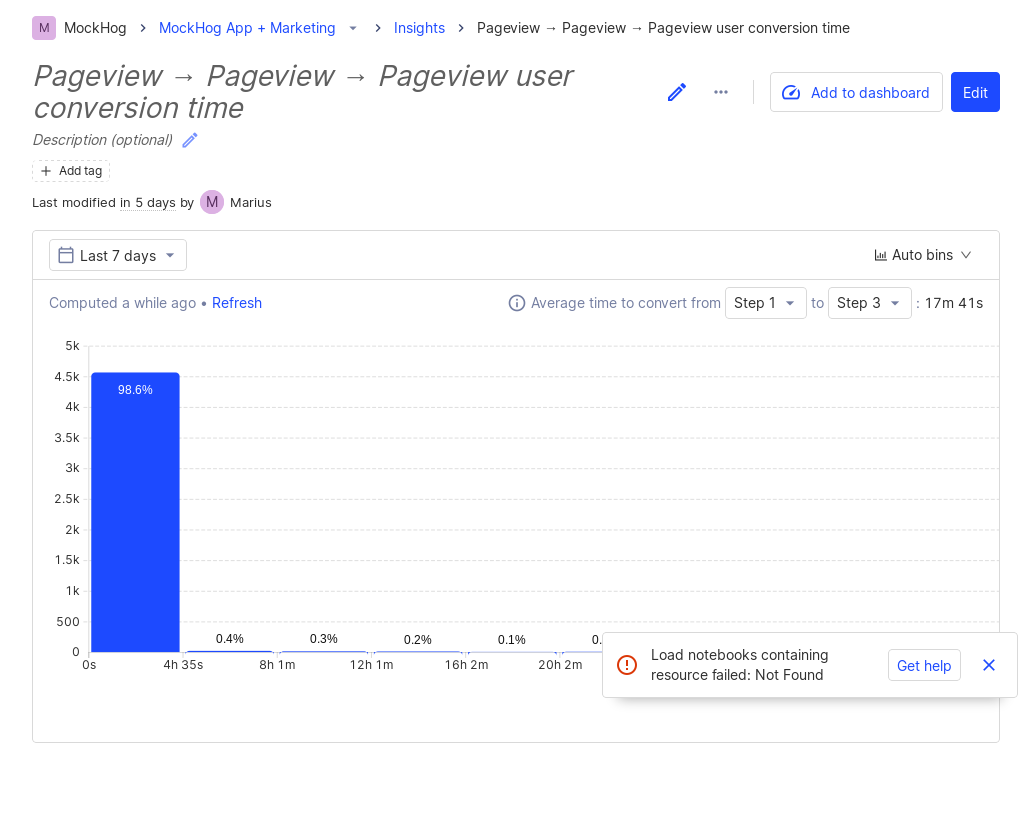 M MockHog > MockHog App + Marketing > Insights > Pageview → Pageview → Pageview user conversion time
Pageview → Pageview → Pageview user
conversion time
Add to dashboard
Edit
Description (optional)
+ Add tag
Last modified in 5 days by M Marius
Last 7 days
Auto bins
Computed a while ago • Refresh
Average time to convert from Step 1 to Step 3 : 17m 41s
5k
4.5k
98.6%
4k
3.5k
3k
2.5k
2k
1.5k
1k
500
0.4% 0.3% 0.2% 0.1% 0.
0
0s 4h 35s 8h 1m 12h 1m 16h 2m 20h 2m
Load notebooks containing
resource failed: Not Found
Get help